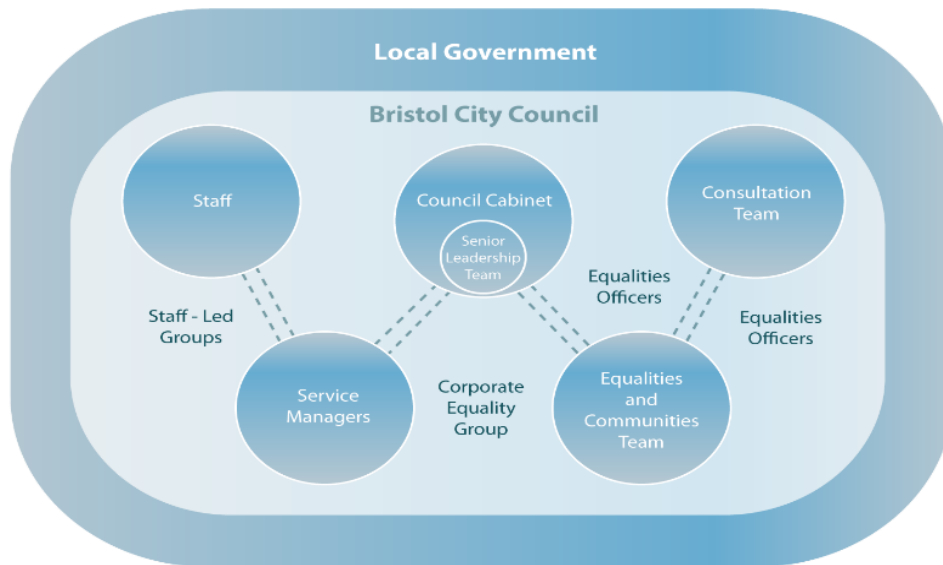 Local Government
Bristol City Council
Staff
Council Cabinet
Senior
Leadership
Team
Consultation
Team
Equalities
Officers
Staff - Led
Groups
Equalities
Officers
Service
Managers
Corporate
Equality
Group
Equalities
and
Communities
Team